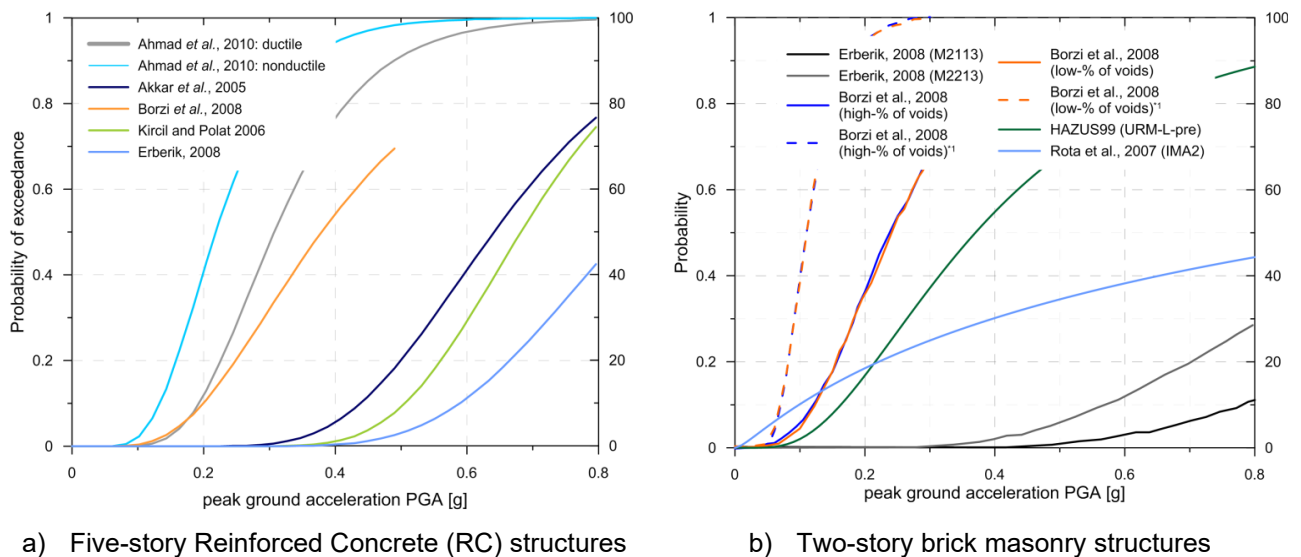 1
0.8
0.6
0.4
0.2
0
Probability of exceedance
100
80
60
40
20
0
0
0.2
0.4
0.6
0.8
peak ground acceleration PGA [g]
Ahmad et al., 2010: ductile
Ahmad et al., 2010: nonductile
Akkar et al., 2005
Borzi et al., 2008
Kircil and Polat 2006
Erberik, 2008
a) Five-story Reinforced Concrete (RC) structures
1
0.8
0.6
0.4
0.2
0
Probability
100
80
60
40
20
0
0
0.2
0.4
0.6
0.8
peak ground acceleration PGA [g]
Erberik, 2008 (M2113)
Erberik, 2008 (M2213)
Borzi et al., 2008
(high-% of voids)
Borzi et al., 2008
(high-% of voids)*1
Borzi et al., 2008
(low-% of voids)
Borzi et al., 2008
(low-% of voids)*1
HAZUS99 (URM-L-pre)
Rota et al., 2007 (IMA2)
b) Two-story brick masonry structures